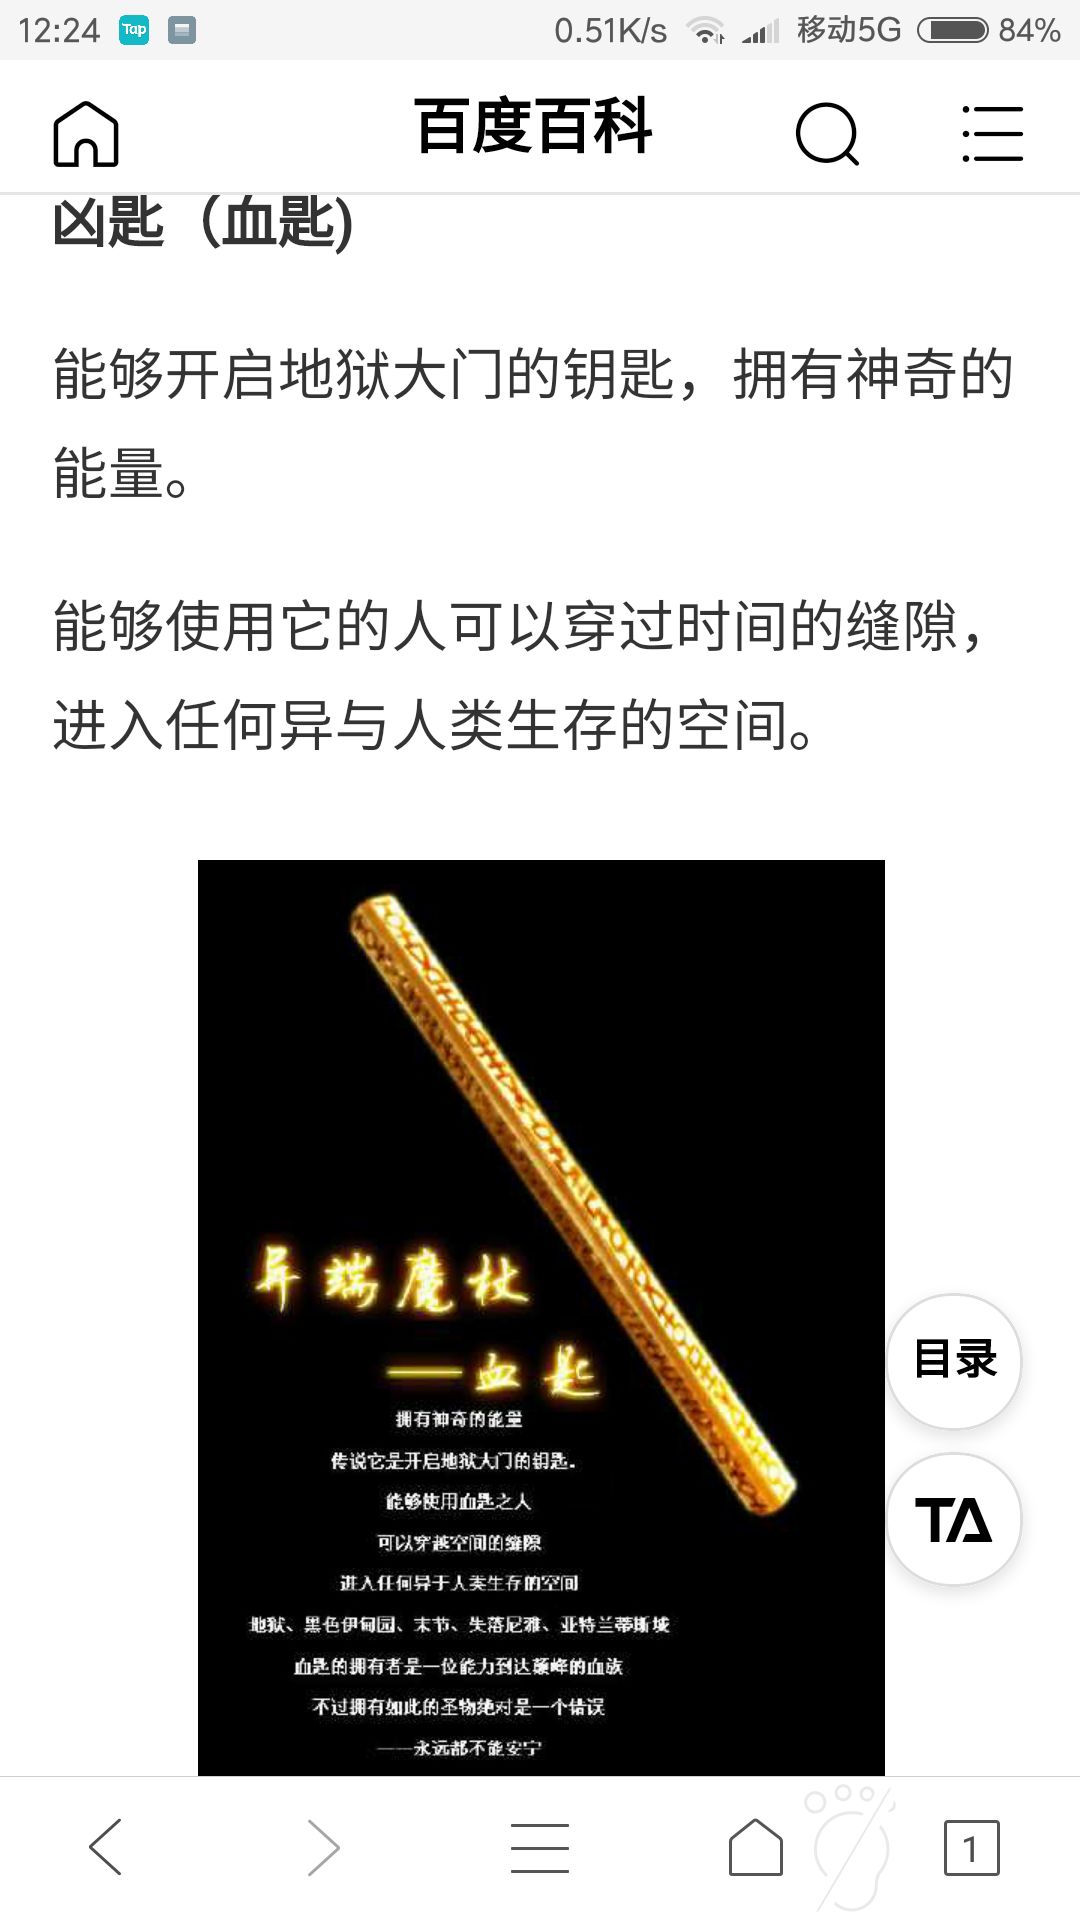 12:24
Tap
0.51K/s
移动5G
84%
百度百科
凶匙（血匙)
能够开启地狱大门的钥匙，拥有神奇的
能量。
能够使用它的人可以穿过时间的缝隙，
进入任何异与人类生存的空间。
异端魔杖
——血匙
拥有神奇的能量
传说它是开启地狱大门的钥匙.
能够使用血匙之人
可以穿越空间的缝隙
进入任何异于人类生存的空间
地狱、黑色伊甸园、末节、失落尼雅、亚特兰蒂斯域
血匙的拥有者是一位能力到达巅峰的血族
不过拥有如此的圣物绝对是一个错误
——永远都不能安宁
目录
TA
1